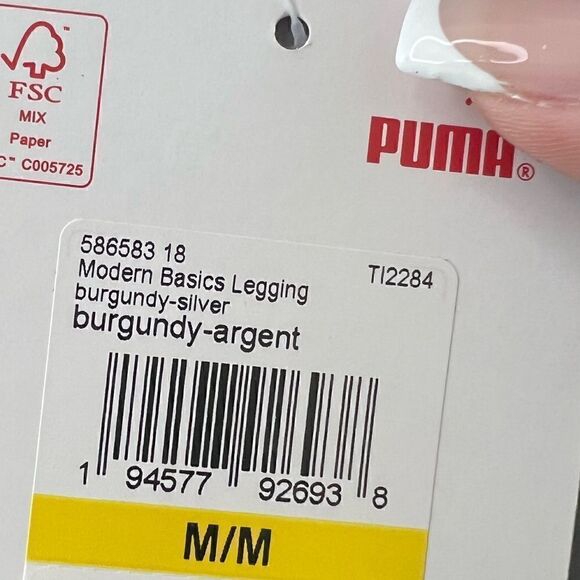 FSC
MIX
Paper
C™ C005725
PUMA®
586583 18
Modern Basics Legging
TI2284
burgundy-silver
burgundy-argent
1 94577 92693 8
M/M